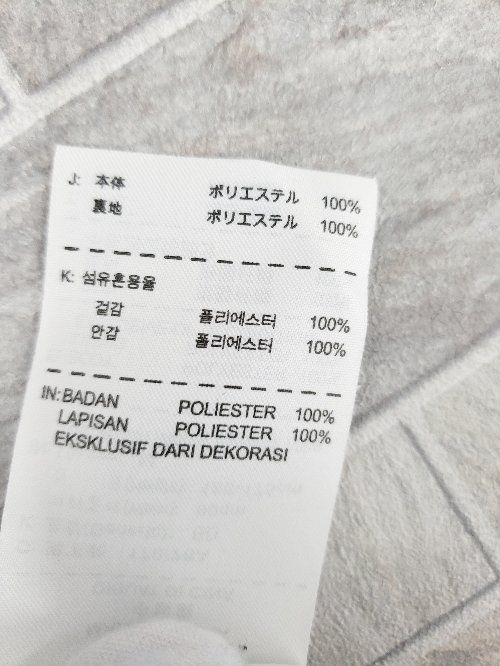 J: 本体 ポリエステル 100%
裏地 ポリエステル 100%
K: 섬유혼용율
겉감 폴리에스터 100%
안감 폴리에스터 100%
IN:BADAN POLIESTER 100%
LAPISAN POLIESTER 100%
EKSKLUSIF DARI DEKORASI